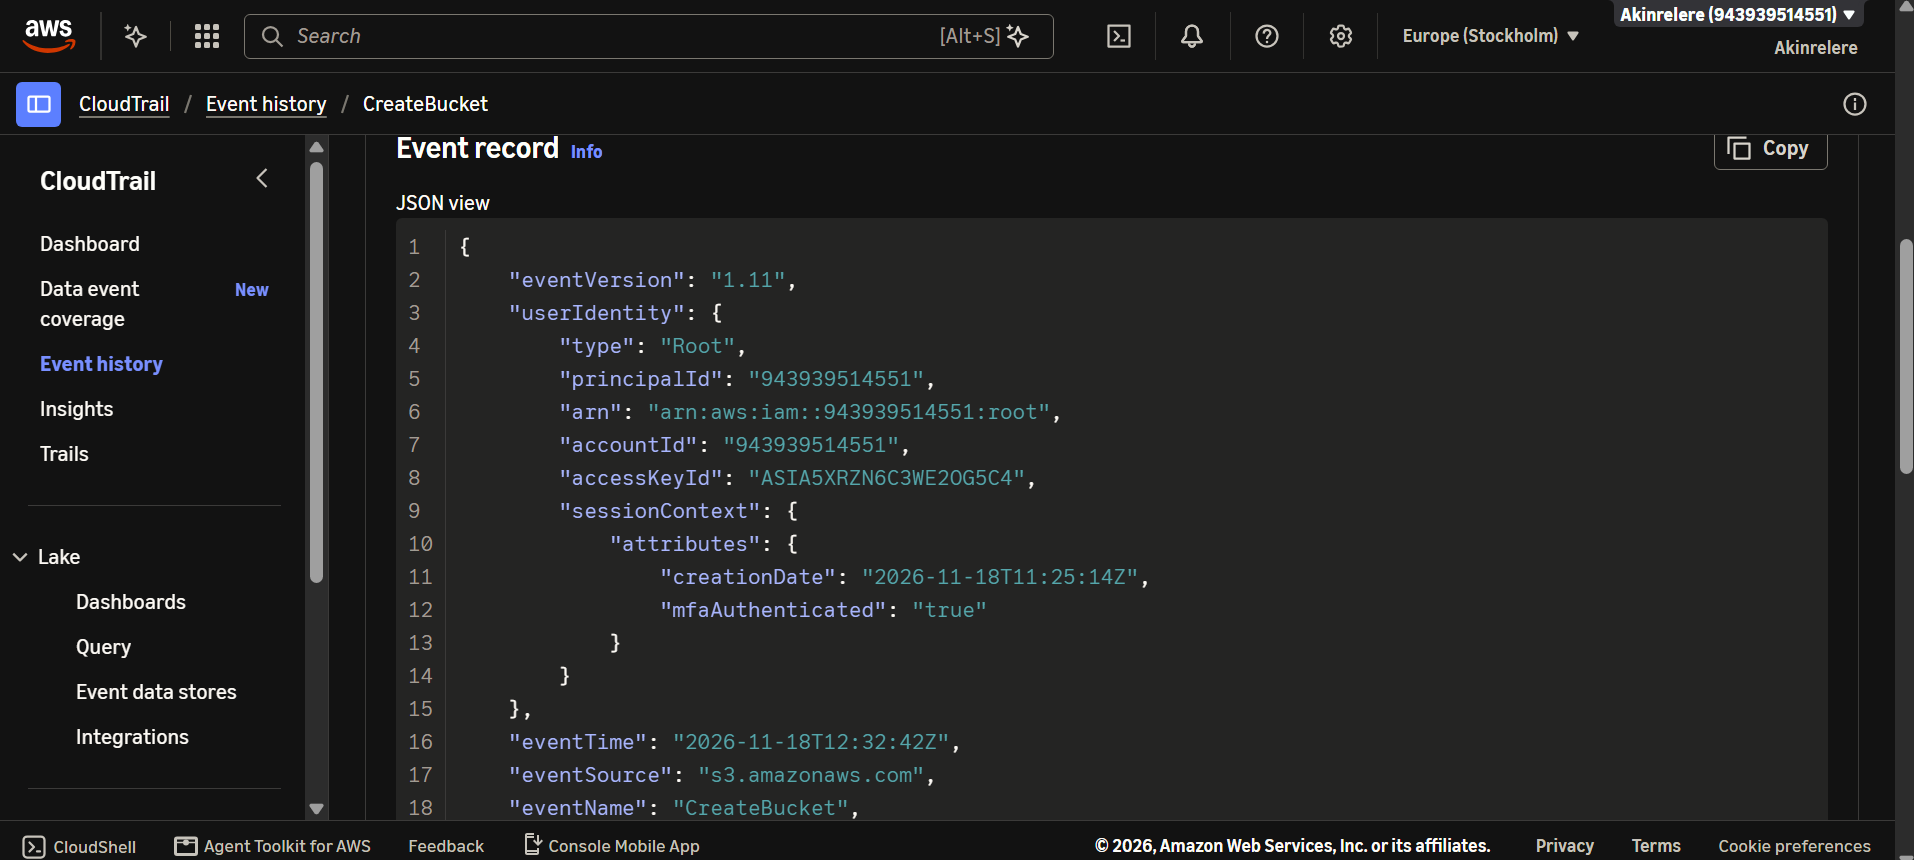 aws
Search [Alt+S]
Europe (Stockholm)
Akinrelere (943939514551)
Akinrelere
CloudTrail / Event history / CreateBucket
CloudTrail
Dashboard
Data event
coverage
New
Event history
Insights
Trails
Lake
Dashboards
Query
Event data stores
Integrations
Event record Info
Copy
JSON view
1 {
2 "eventVersion": "1.11",
3 "userIdentity": {
4 "type": "Root",
5 "principalId": "943939514551",
6 "arn": "arn:aws:iam::943939514551:root",
7 "accountId": "943939514551",
8 "accessKeyId": "ASIA5XRZN6C3WE2OG5C4",
9 "sessionContext": {
10 "attributes": {
11 "creationDate": "2026-11-18T11:25:14Z",
12 "mfaAuthenticated": "true"
13 }
14 }
15 },
16 "eventTime": "2026-11-18T12:32:42Z",
17 "eventSource": "s3.amazonaws.com",
18 "eventName": "CreateBucket",
CloudShell Agent Toolkit for AWS Feedback Console Mobile App © 2026, Amazon Web Services, Inc. or its affiliates. Privacy Terms Cookie preferences